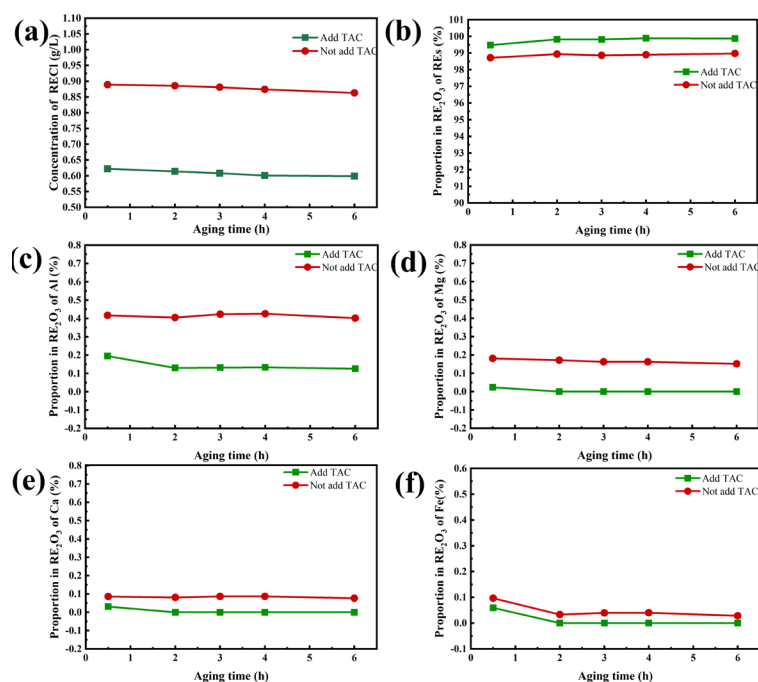 (a)
Concentration of RECl (g/L)
1.10
1.05
1.00
0.95
0.90
0.85
0.80
0.75
0.70
0.65
0.60
0.55
0.50
0 1 2 3 4 5 6
Aging time (h)
Add TAC
Not add TAC
(b)
Proportion in RE2O3 of REs (%)
101
100
99
98
97
96
95
94
93
92
91
90
0 1 2 3 4 5 6
Aging time (h)
Add TAC
Not add TAC
(c)
Proportion in RE2O3 of Al (%)
0.8
0.7
0.6
0.5
0.4
0.3
0.2
0.1
0.0
-0.1
-0.2
0 1 2 3 4 5 6
Aging time (h)
Add TAC
Not add TAC
(d)
Proportion in RE2O3 of Mg (%)
0.8
0.7
0.6
0.5
0.4
0.3
0.2
0.1
0.0
-0.1
-0.2
0 1 2 3 4 5 6
Aging time (h)
Add TAC
Not add TAC
(e)
Proportion in RE2O3 of Ca (%)
0.8
0.7
0.6
0.5
0.4
0.3
0.2
0.1
0.0
-0.1
-0.2
0 1 2 3 4 5 6
Aging time (h)
Add TAC
Not add TAC
(f)
Proportion in RE2O3 of Fe(%)
0.6
0.5
0.4
0.3
0.2
0.1
0.0
-0.1
0 1 2 3 4 5 6
Aging time (h)
Add TAC
Not add TAC